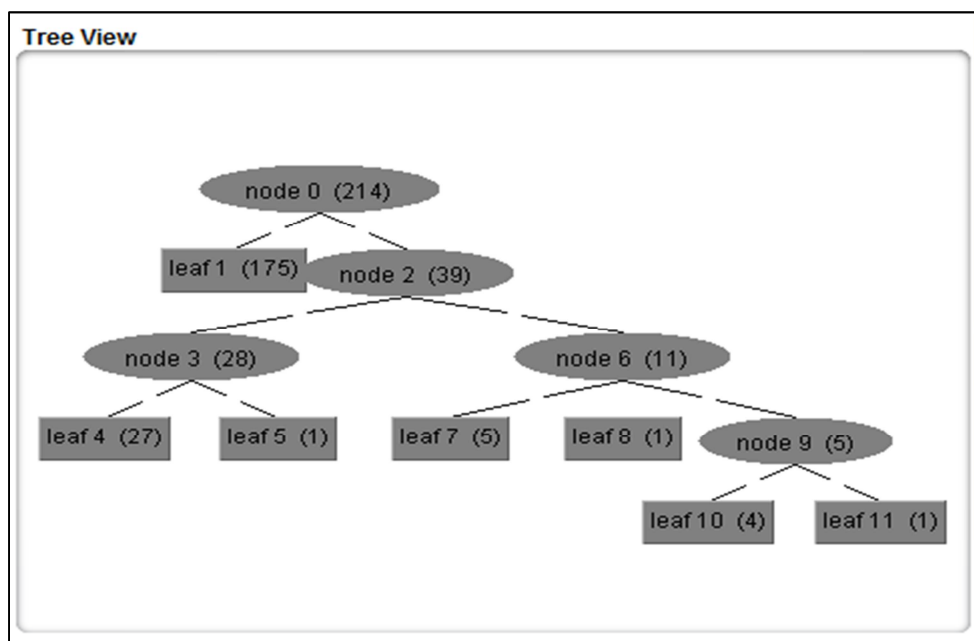 Tree View
node 0 (214)
leaf 1 (175)
node 2 (39)
node 3 (28)
node 6 (11)
leaf 4 (27)
leaf 5 (1)
leaf 7 (5)
leaf 8 (1)
node 9 (5)
leaf 10 (4)
leaf 11 (1)